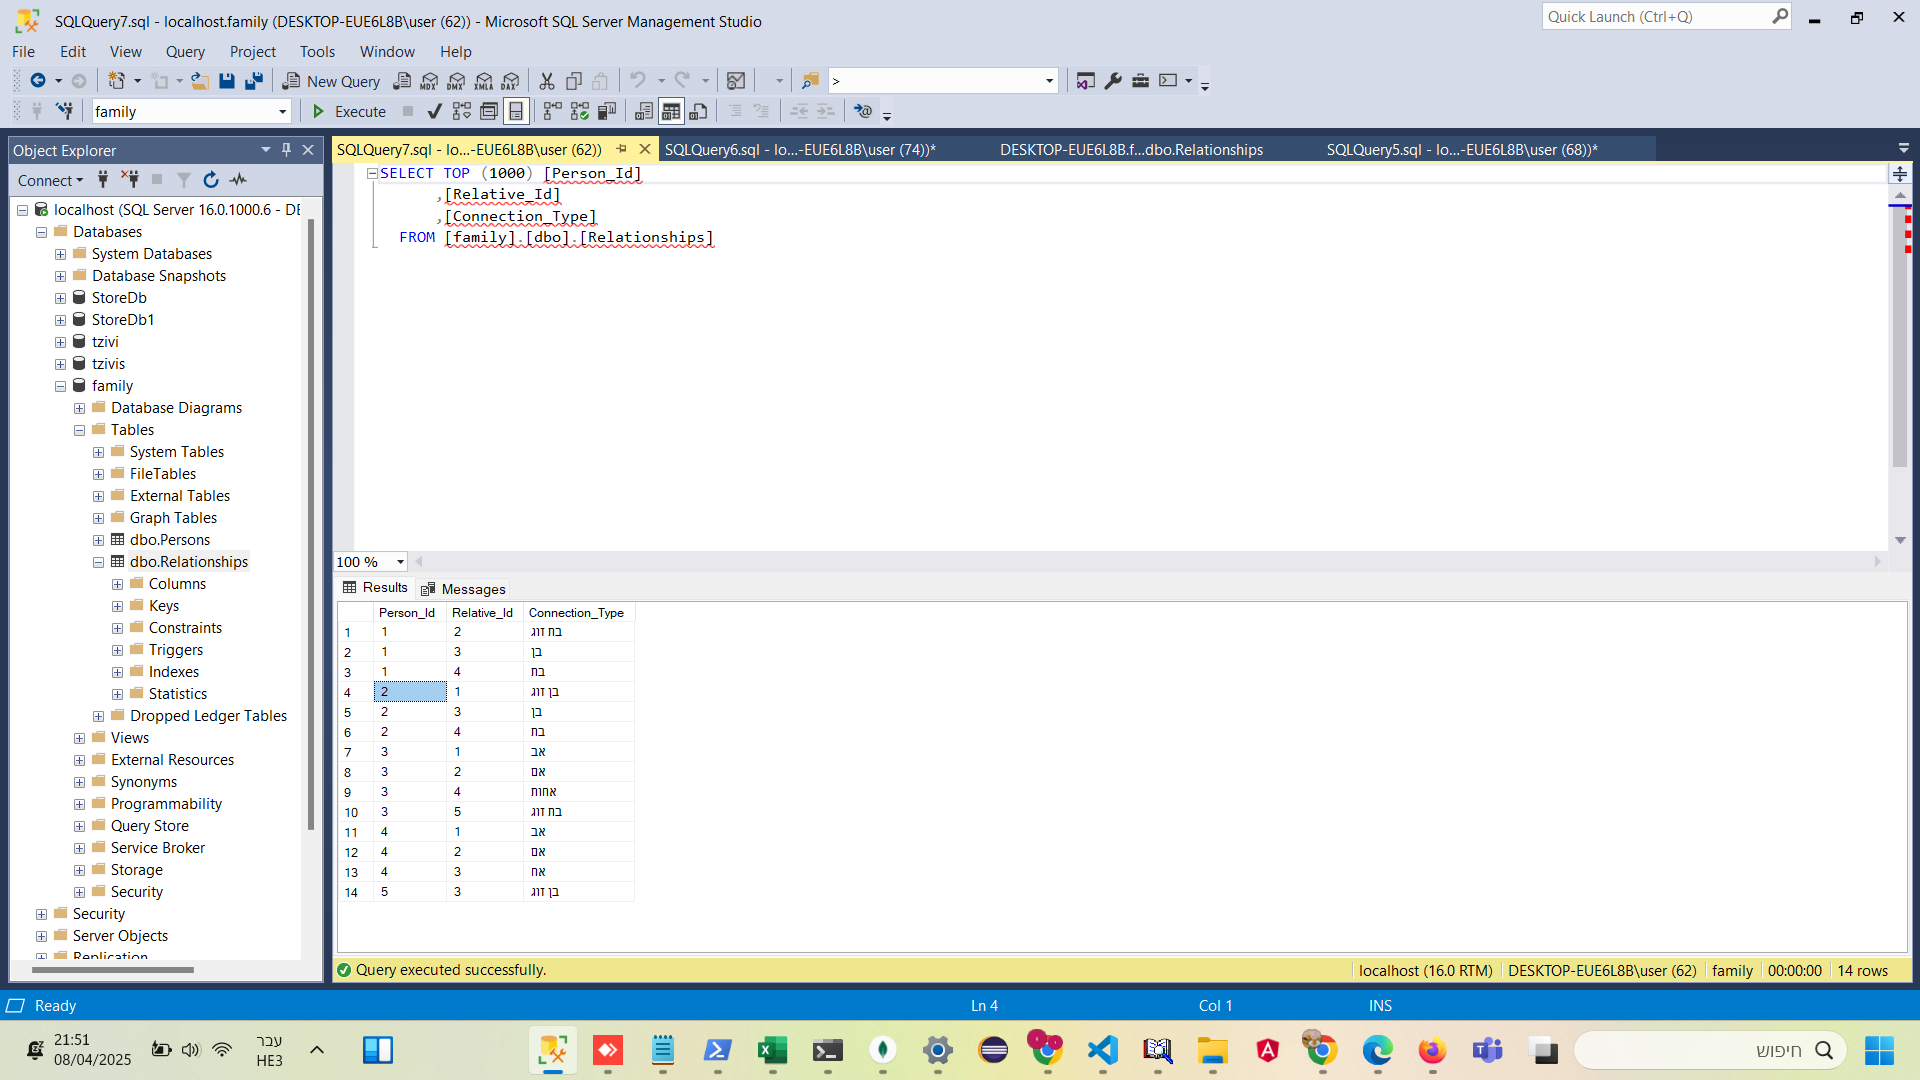 SQLQuery7.sql - localhost.family (DESKTOP-EUE6L8B\user (62)) - Microsoft SQL Server Management Studio
Quick Launch (Ctrl+Q)
File Edit View Query Project Tools Window Help
New Query MDX DMX XMLA DAX >
family Execute
Object Explorer
Connect
localhost (SQL Server 16.0.1000.6 - DE
Databases
System Databases
Database Snapshots
StoreDb
StoreDb1
tzivi
tzivis
family
Database Diagrams
Tables
System Tables
FileTables
External Tables
Graph Tables
dbo.Persons
dbo.Relationships
Columns
Keys
Constraints
Triggers
Indexes
Statistics
Dropped Ledger Tables
Views
External Resources
Synonyms
Programmability
Query Store
Service Broker
Storage
Security
Security
Server Objects
Replication
SQLQuery7.sql - lo...-EUE6L8B\user (62)) SQLQuery6.sql - lo...-EUE6L8B\user (74))* DESKTOP-EUE6L8B.f...dbo.Relationships SQLQuery5.sql - lo...-EUE6L8B\user (68))*
SELECT TOP (1000) [Person_Id]
,[Relative_Id]
,[Connection_Type]
FROM [family].[dbo].[Relationships]
100 %
Results Messages
Person_Id Relative_Id Connection_Type
1 1 2 בת זוג
2 1 3 בן
3 1 4 בת
4 2 1 בן זוג
5 2 3 בן
6 2 4 בת
7 3 1 אב
8 3 2 אם
9 3 4 אחות
10 3 5 בת זוג
11 4 1 אב
12 4 2 אם
13 4 3 אח
14 5 3 בן זוג
Query executed successfully. localhost (16.0 RTM) DESKTOP-EUE6L8B\user (62) family 00:00:00 14 rows
Ready Ln 4 Col 1 INS
21:51
08/04/2025
עבר
HE3
חיפוש